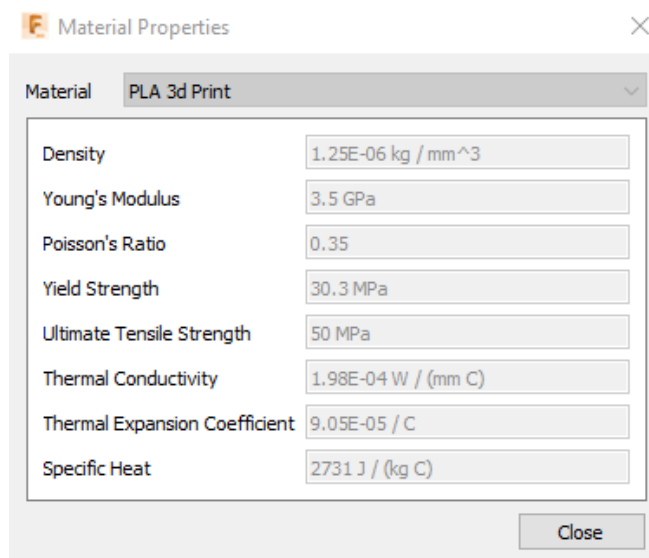 Material Properties
Material PLA 3d Print
Density 1.25E-06 kg / mm^3
Young's Modulus 3.5 GPa
Poisson's Ratio 0.35
Yield Strength 30.3 MPa
Ultimate Tensile Strength 50 MPa
Thermal Conductivity 1.98E-04 W / (mm C)
Thermal Expansion Coefficient 9.05E-05 / C
Specific Heat 2731 J / (kg C)
Close